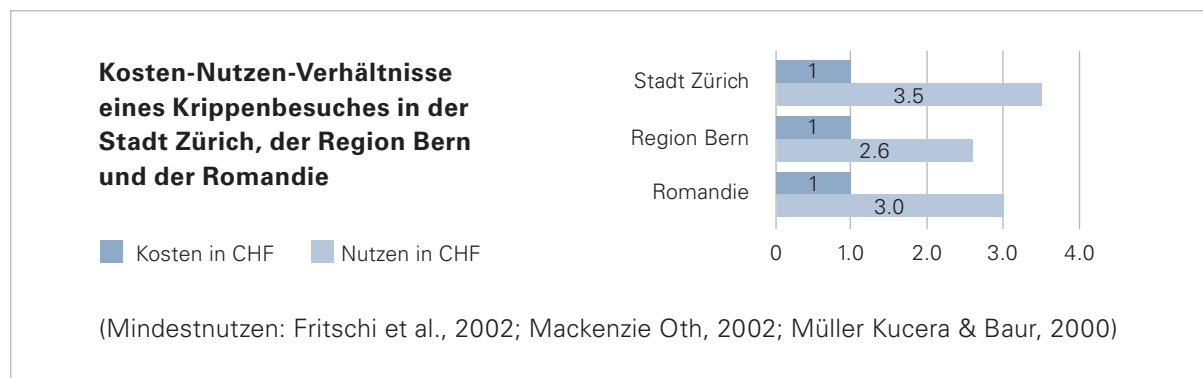 Kosten-Nutzen-Verhältnisse
eines Krippenbesuches in der
Stadt Zürich, der Region Bern
und der Romandie
Kosten in CHF
Nutzen in CHF
Stadt Zürich
1
3.5
Region Bern
1
2.6
Romandie
1
3.0
0 1.0 2.0 3.0 4.0
(Mindestnutzen: Fritschi et al., 2002; Mackenzie Oth, 2002; Müller Kucera & Baur, 2000)